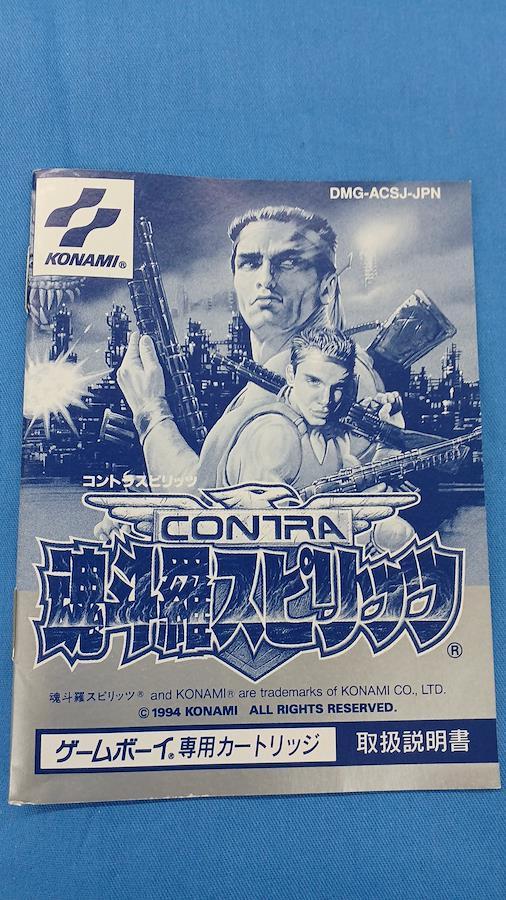 DMG-ACSJ-JPN
KONAMI®
コントラスピリッツ
CONTRA
魂斗羅スピリッツ®
魂斗羅スピリッツ® and KONAMI® are trademarks of KONAMI CO., LTD.
© 1994 KONAMI ALL RIGHTS RESERVED.
ゲームボーイ®専用カートリッジ 取扱説明書